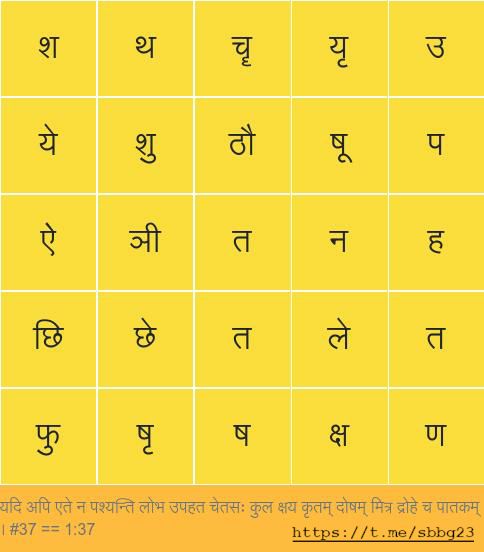 श थ चॄ यृ उ
ये शु ठौ षू प
ऐ ञी त न ह
छि छे त ले त
फु षृ ष क्ष ण
यदि अपि एते न पश्यन्ति लोभ उपहत चेतसः कुल क्षय कृतम् दोषम् मित्र द्रोहे च पातकम्
। #37 == 1:37 https://t.me/sbbg23